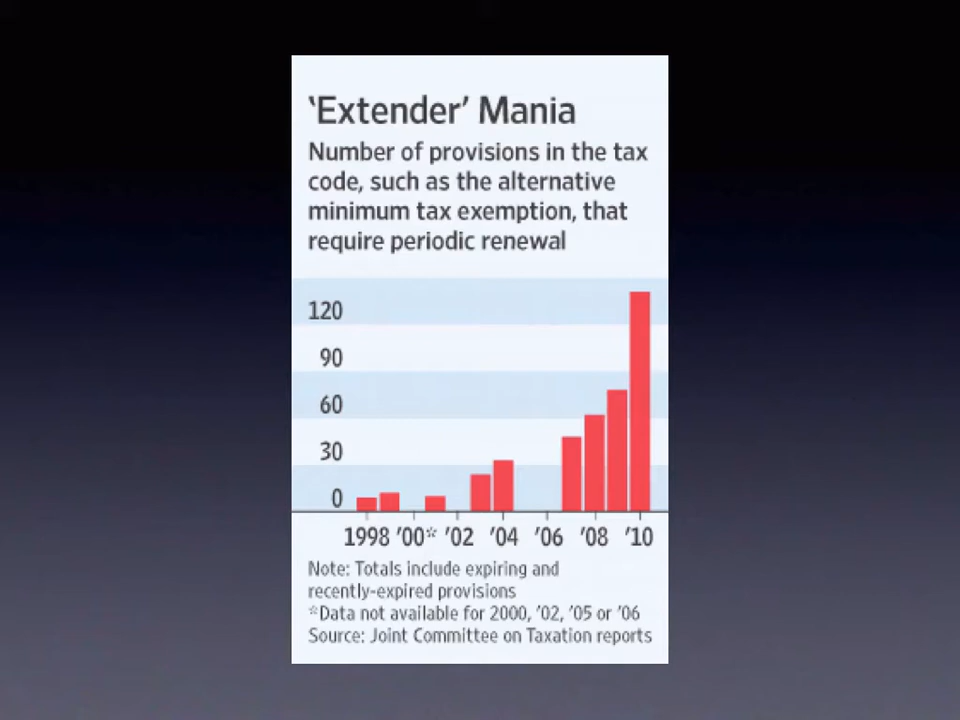 ‘Extender’ Mania
Number of provisions in the tax
code, such as the alternative
minimum tax exemption, that
require periodic renewal
120
90
60
30
0
1998 ’00* ’02 ’04 ’06 ’08 ’10
Note: Totals include expiring and
recently-expired provisions
*Data not available for 2000, ’02, ’05 or ’06
Source: Joint Committee on Taxation reports